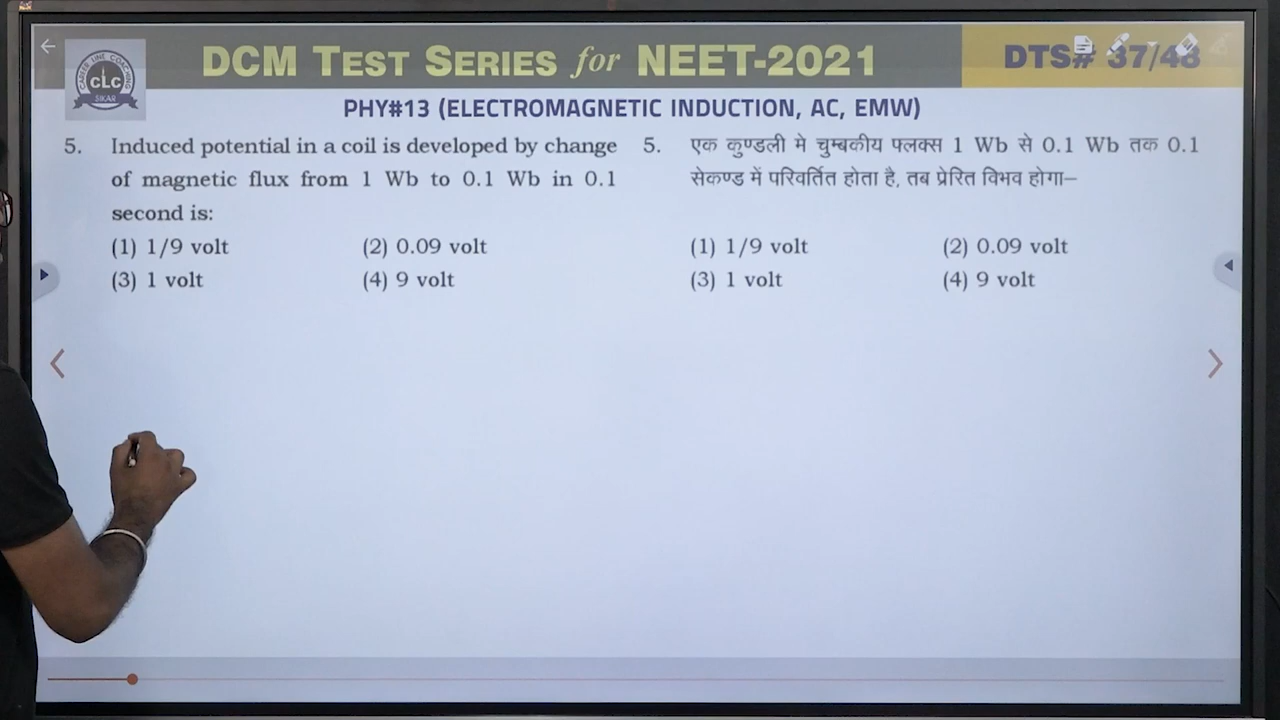 DCM TEST SERIES for NEET-2021
DTS# 37/48
CLC
SIKAR
PHY#13 (ELECTROMAGNETIC INDUCTION, AC, EMW)
5. Induced potential in a coil is developed by change
of magnetic flux from 1 Wb to 0.1 Wb in 0.1
second is:
(1) 1/9 volt (2) 0.09 volt
(3) 1 volt (4) 9 volt
5. एक कुण्डली मे चुम्बकीय फ्लक्स 1 Wb से 0.1 Wb तक 0.1
सेकण्ड में परिवर्तित होता है, तब प्रेरित विभव होगा–
(1) 1/9 volt (2) 0.09 volt
(3) 1 volt (4) 9 volt